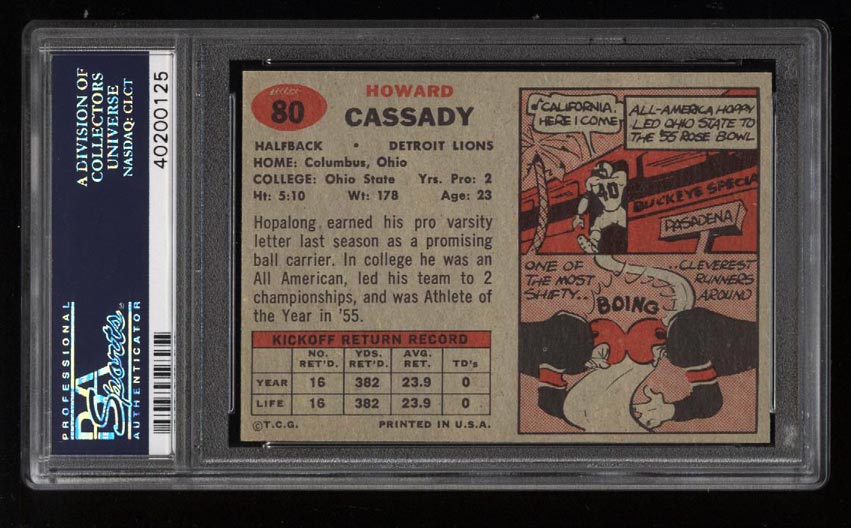 A DIVISION OF
COLLECTORS
UNIVERSE
NASDAQ: CLCT
40200125
PSA
Sports
PROFESSIONAL
AUTHENTICATOR
80
HOWARD
CASSADY
HALFBACK • DETROIT LIONS
HOME: Columbus, Ohio
COLLEGE: Ohio State Yrs. Pro: 2
Ht: 5:10 Wt: 178 Age: 23
Hopalong earned his pro varsity
letter last season as a promising
ball carrier. In college he was an
All American, led his team to 2
championships, and was Athlete of
the Year in '55.
KICKOFF RETURN RECORD
NO. RET'D. YDS. RET'D. AVG. RET. TD's
YEAR 16 382 23.9 0
LIFE 16 382 23.9 0
©T.C.G. PRINTED IN U.S.A.
CALIFORNIA,
HERE I COME
ALL-AMERICA HOPPY
LED OHIO STATE TO
THE '55 ROSE BOWL
40
BUCKEYE SPECIAL
PASADENA
ONE OF
THE MOST
SHIFTY..
..CLEVEREST
RUNNERS
AROUND
BOING